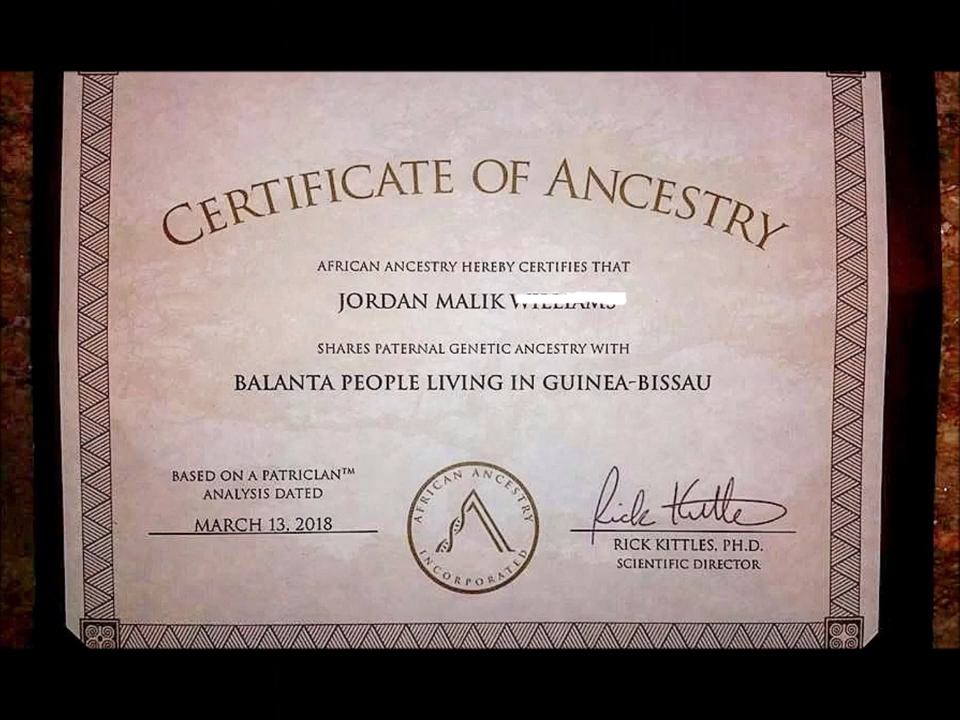 CERTIFICATE OF ANCESTRY
AFRICAN ANCESTRY HEREBY CERTIFIES THAT
JORDAN MALIK
SHARES PATERNAL GENETIC ANCESTRY WITH
BALANTA PEOPLE LIVING IN GUINEA-BISSAU
BASED ON A PATRICLAN™
ANALYSIS DATED
MARCH 13, 2018
AFRICAN ANCESTRY
INCORPORATED
Rick Kittles
RICK KITTLES, PH.D.
SCIENTIFIC DIRECTOR